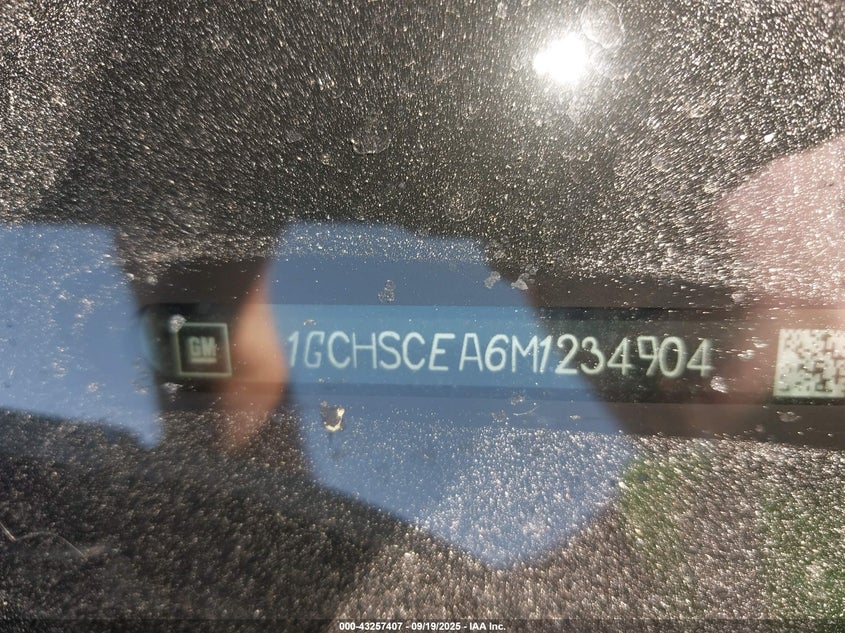 GM 1GCHSCEA6M1234904
000-43257407 - 09/19/2025 - IAA Inc.